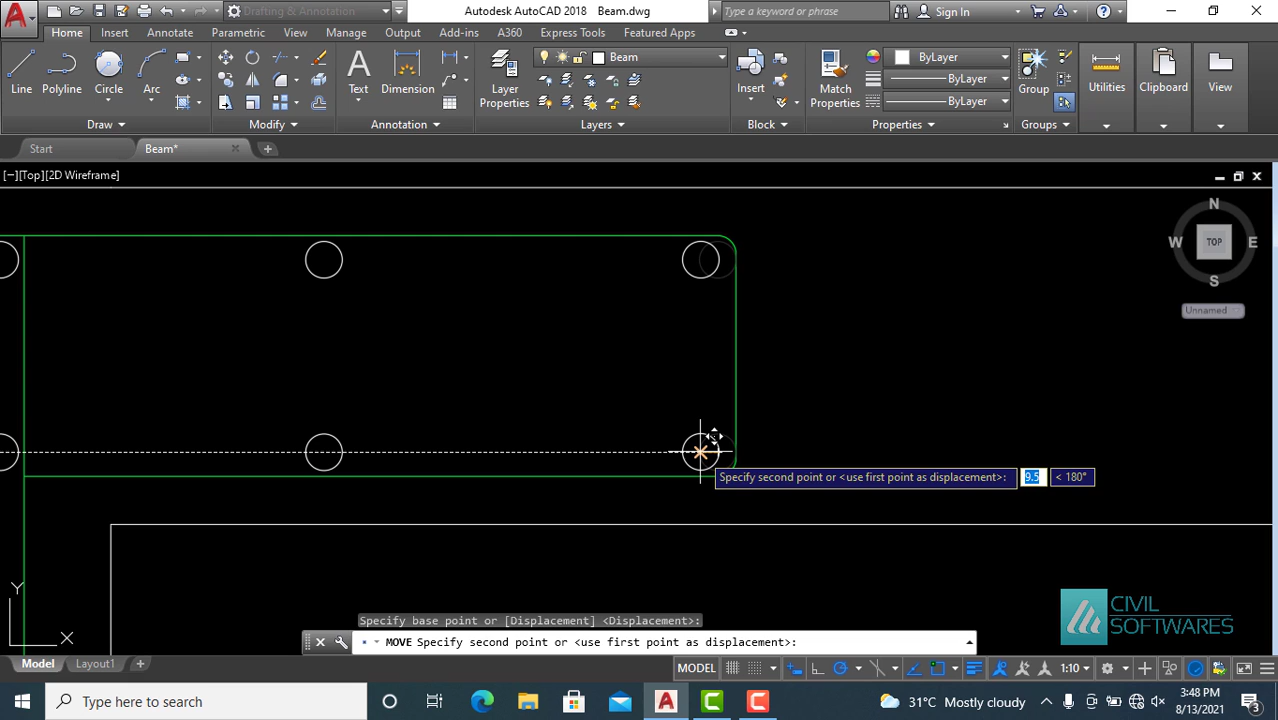 A
Drafting & Annotation
Autodesk AutoCAD 2018 Beam.dwg
Type a keyword or phrase
Sign In
Home Insert Annotate Parametric View Manage Output Add-ins A360 Express Tools Featured Apps
Beam
ByLayer
ByLayer
ByLayer
Line Polyline Circle Arc Text Dimension Layer Properties Insert Match Properties Group Utilities Clipboard View
Draw Modify Annotation Layers Block Properties Groups
Start Beam*
[−][Top][2D Wireframe]
N
W TOP E
S
Unnamed
Specify second point or <use first point as displacement>: 9.5 < 180°
Y
X
CIVIL
SOFTWARES
Specify base point or [Displacement] <Displacement>:
MOVE Specify second point or <use first point as displacement>:
Model Layout1
MODEL 1:10
Type here to search
31°C Mostly cloudy
3:48 PM
8/13/2021
3